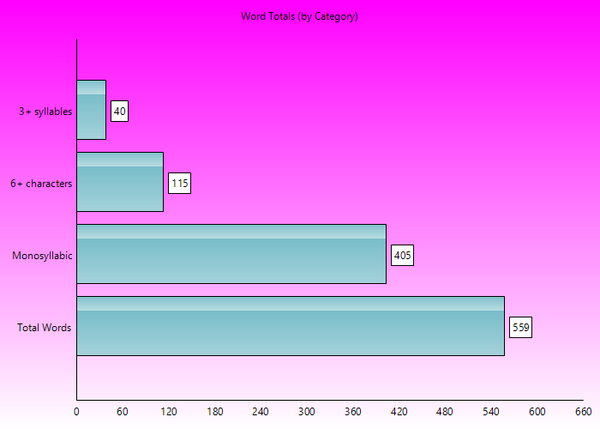 Word Totals (by Category)
3+ syllables
40
6+ characters
115
Monosyllabic
405
Total Words
559
0 60 120 180 240 300 360 420 480 540 600 660